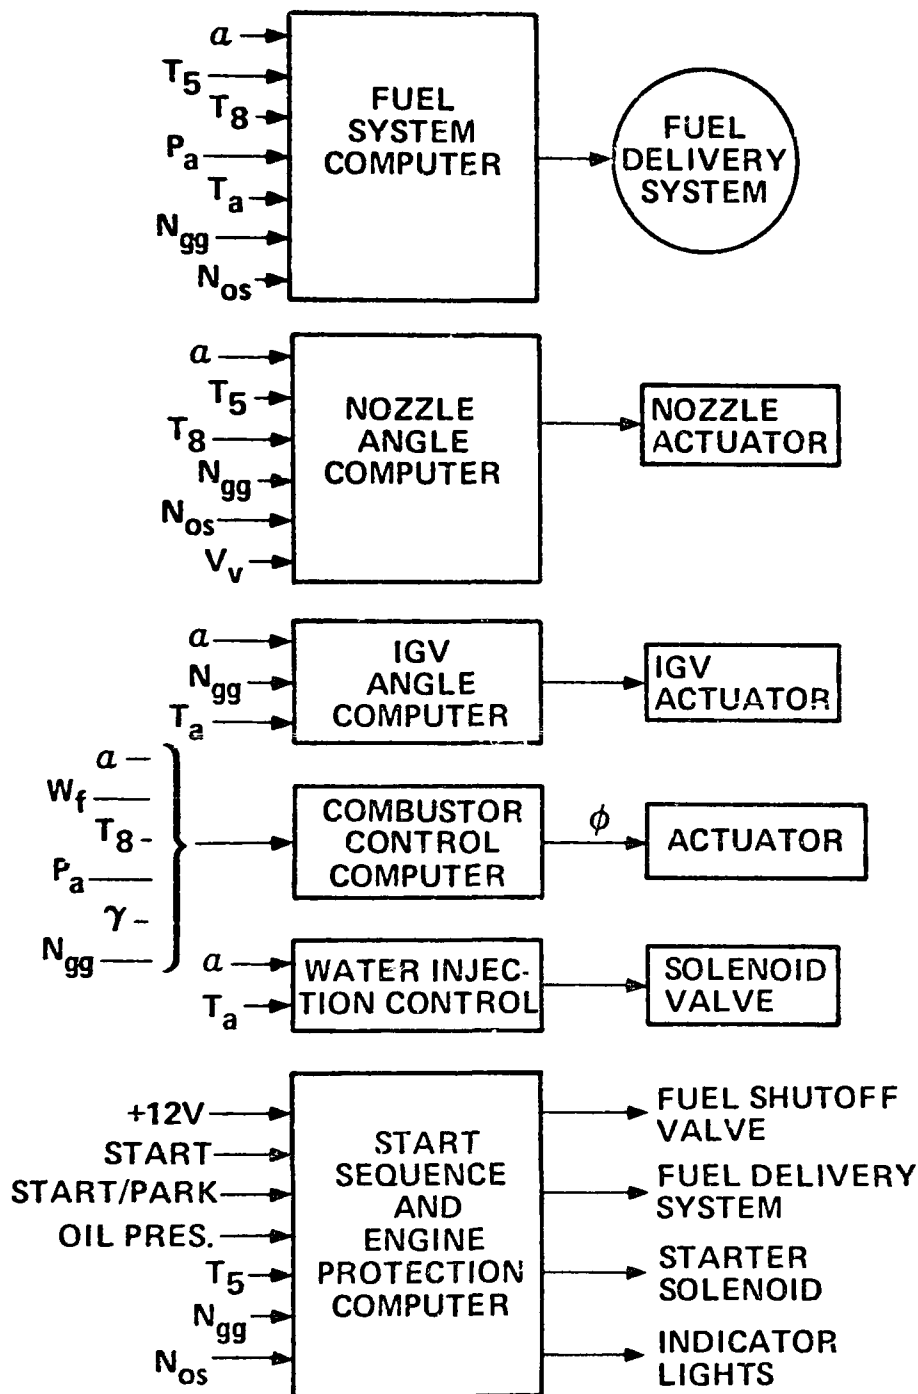 α
T5
T8
Pa
Ta
Ngg
Nos
FUEL
SYSTEM
COMPUTER
FUEL
DELIVERY
SYSTEM
α
T5
T8
Ngg
Nos
Vv
NOZZLE
ANGLE
COMPUTER
NOZZLE
ACTUATOR
α
Ngg
Ta
IGV
ANGLE
COMPUTER
IGV
ACTUATOR
α
Wf
T8
Pa
γ
Ngg
COMBUSTOR
CONTROL
COMPUTER
ϕ
ACTUATOR
α
Ta
WATER INJEC-
TION CONTROL
SOLENOID
VALVE
+12V
START
START/PARK
OIL PRES.
T5
Ngg
Nos
START
SEQUENCE
AND
ENGINE
PROTECTION
COMPUTER
FUEL SHUTOFF
VALVE
FUEL DELIVERY
SYSTEM
STARTER
SOLENOID
INDICATOR
LIGHTS